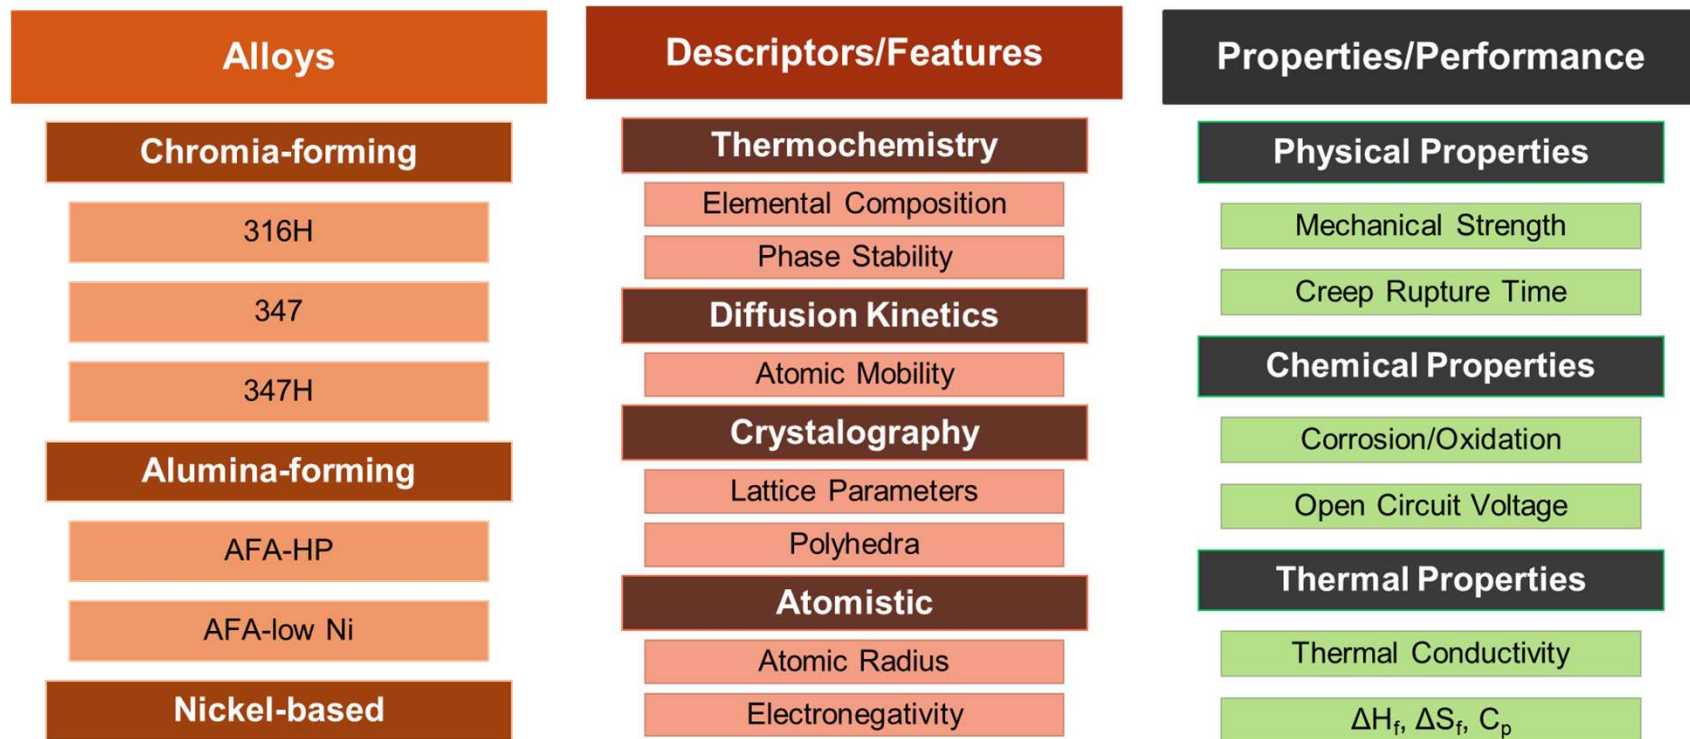 Alloys
Chromia-forming
316H
347
347H
Alumina-forming
AFA-HP
AFA-low Ni
Nickel-based
Descriptors/Features
Thermochemistry
Elemental Composition
Phase Stability
Diffusion Kinetics
Atomic Mobility
Crystalography
Lattice Parameters
Polyhedra
Atomistic
Atomic Radius
Electronegativity
Properties/Performance
Physical Properties
Mechanical Strength
Creep Rupture Time
Chemical Properties
Corrosion/Oxidation
Open Circuit Voltage
Thermal Properties
Thermal Conductivity
ΔHf, ΔSf, Cp